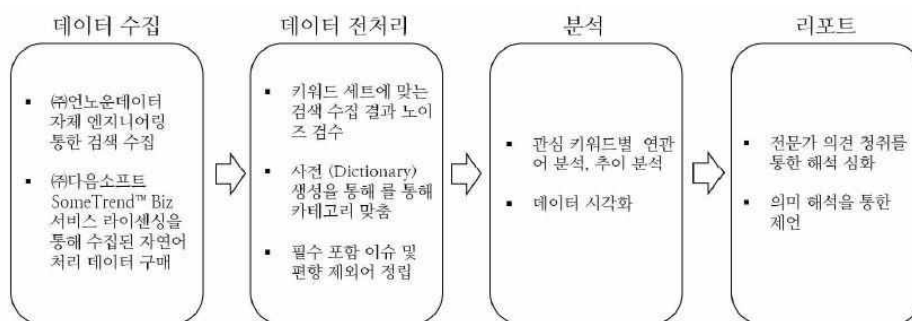 데이터 수집
데이터 전처리
분석
리포트
▪ ㈜언노운데이터
자체 엔지니어링
통한 검색 수집
▪ ㈜다음소프트
SomeTrend™ Biz
서비스 라이센싱을
통해 수집된 자연어
처리 데이터 구매
▪ 키워드 세트에 맞는
검색 수집 결과 노이
즈 검수
▪ 사전 (Dictionary)
생성을 통해 를 통해
카테고리 맞춤
▪ 필수 포함 이슈 및
편향 제외어 정립
▪ 관심 키워드별 연관
어 분석, 추이 분석
▪ 데이터 시각화
▪ 전문가 의견 청취를
통한 해석 심화
▪ 의미 해석을 통한
제언